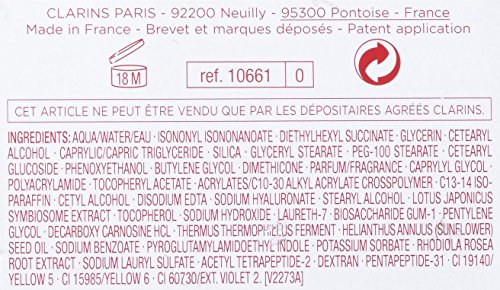 CLARINS PARIS - 92200 Neuilly - 95300 Pontoise - France
Made in France - Brevet et marques déposés - Patent application
18 M
ref. 10661
0
CET ARTICLE NE PEUT ÊTRE VENDU QUE PAR LES DÉPOSITAIRES AGRÉÉS CLARINS.
INGREDIENTS: AQUA/WATER/EAU - ISONONYL ISONONANOATE - DIETHYLHEXYL SUCCINATE - GLYCERIN - CETEARYL
ALCOHOL - CAPRYLIC/CAPRIC TRIGLYCERIDE - SILICA - GLYCERYL STEARATE - PEG-100 STEARATE - CETEARYL
GLUCOSIDE - PHENOXYETHANOL - BUTYLENE GLYCOL - DIMETHICONE - PARFUM/FRAGRANCE - CAPRYLYL GLYCOL -
POLYACRYLAMIDE - TOCOPHERYL ACETATE - ACRYLATES/C10-30 ALKYL ACRYLATE CROSSPOLYMER - C13-14 ISO-
PARAFFIN - CETYL ALCOHOL - DISODIUM EDTA - SODIUM HYALURONATE - STEARYL ALCOHOL - LOTUS JAPONICUS
SYMBIOSOME EXTRACT - TOCOPHEROL - SODIUM HYDROXIDE - LAURETH-7 - BIOSACCHARIDE GUM-1 - PENTYLENE
GLYCOL - DECARBOXY CARNOSINE HCL - THERMUS THERMOPHILLUS FERMENT - HELIANTHUS ANNUUS (SUNFLOWER)
SEED OIL - SODIUM BENZOATE - PYROGLUTAMYLAMIDOETHYL INDOLE - POTASSIUM SORBATE - RHODIOLA ROSEA
ROOT EXTRACT - SODIUM LAURYL SULFATE - ACETYL TETRAPEPTIDE-2 - DEXTRAN - PENTAPEPTIDE-31 - CI 19140/
YELLOW 5 - CI 15985/YELLOW 6 - CI 60730/EXT. VIOLET 2. [V2273A]